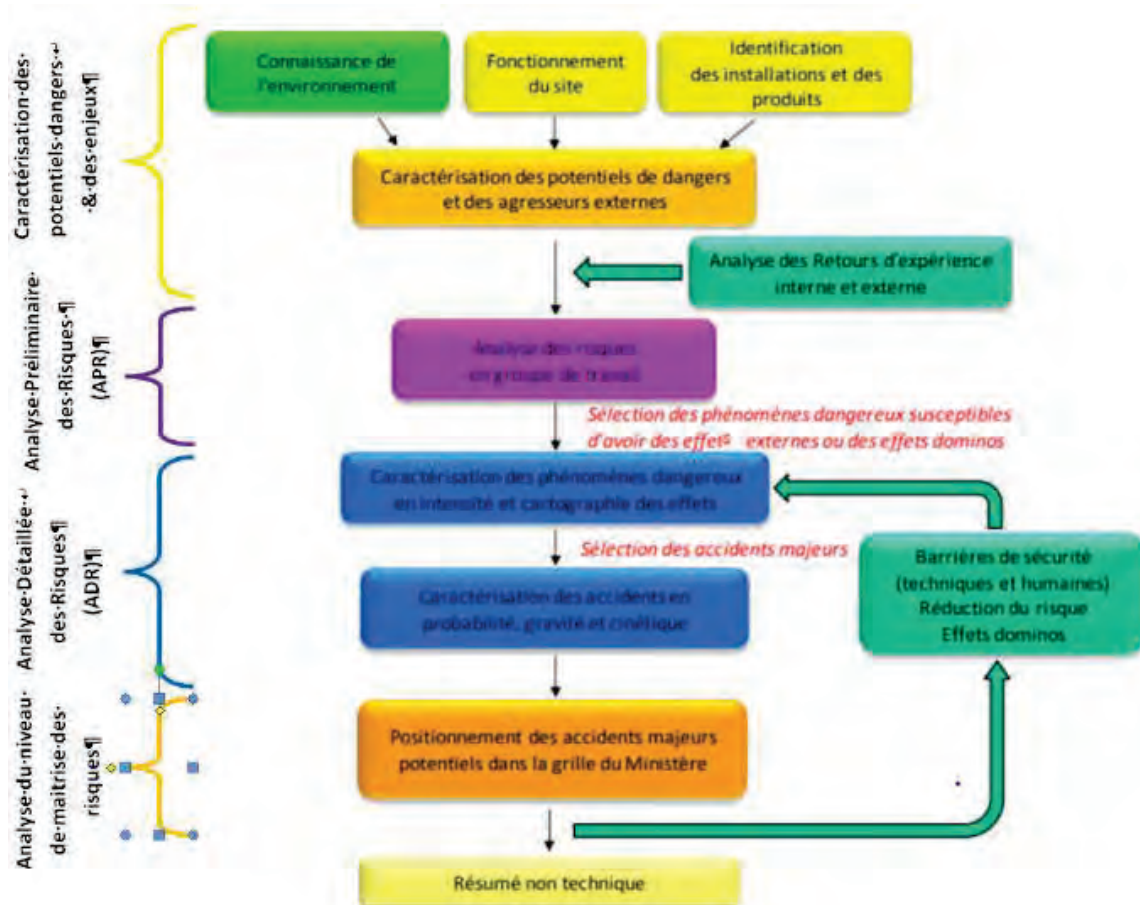 Caractérisation·des·
potentiels·dangers·↵
·&·des·enjeux¶
Connaissance de
l'environnement
Fonctionnement
du site
Identification
des installations et des
produits
Caractérisation des potentiels de dangers
et des agresseurs externes
Analyse des Retours d'expérience
interne et externe
Analyse·Préliminaire·
des·Risques·¶
(APR)¶
Analyse des risques
en groupe de travail
Sélection des phénomènes dangereux susceptibles
d'avoir des effets externes ou des effets dominos
Analyse·Détaillée·↵
des·Risques¶
(ADR)¶
Caractérisation des phénomènes dangereux
en intensité et cartographie des effets
Sélection des accidents majeurs
Caractérisation des accidents en
probabilité, gravité et cinétique
Barrières de sécurité
(techniques et humaines)
Réduction du risque
Effets dominos
Analyse·du·niveau·
de·maitrise·des·
risques¶
Positionnement des accidents majeurs
potentiels dans la grille du Ministère
Résumé non technique